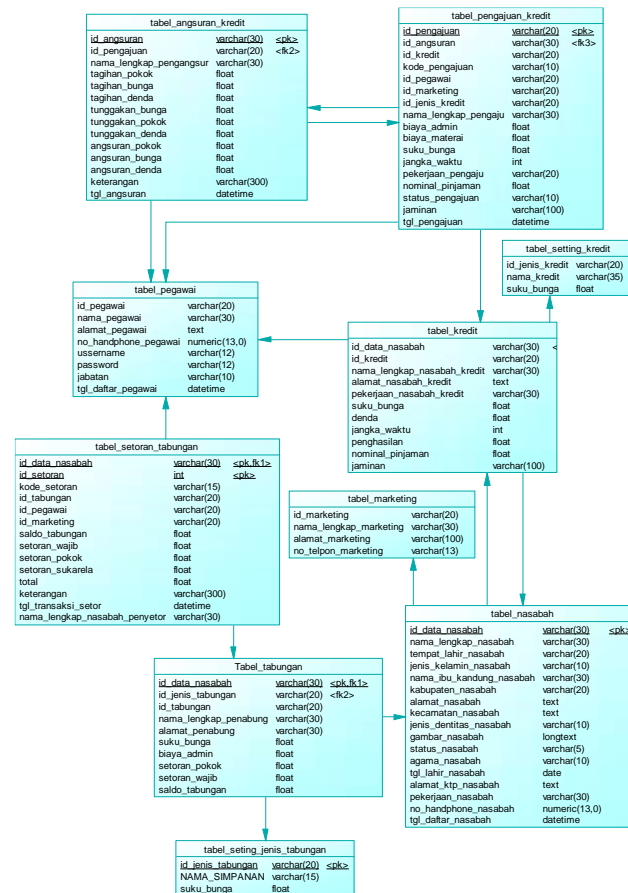 tabel_angsuran_kredit
id_angsuran varchar(30) <pk>
id_pengajuan varchar(20) <fk2>
nama_lengkap_pengangsur varchar(30)
tagihan_pokok float
tagihan_bunga float
tagihan_denda float
tunggakan_bunga float
tunggakan_pokok float
tunggakan_denda float
angsuran_pokok float
angsuran_bunga float
angsuran_denda float
keterangan varchar(300)
tgl_angsuran datetime
tabel_pengajuan_kredit
id_pengajuan varchar(20) <pk>
id_angsuran varchar(30) <fk3>
id_kredit varchar(20)
kode_pengajuan varchar(10)
id_pegawai varchar(20)
id_marketing varchar(20)
id_jenis_kredit varchar(20)
nama_lengkap_pengaju varchar(30)
biaya_admin float
biaya_materai float
suku_bunga float
jangka_waktu int
pekerjaan_pengaju varchar(20)
nominal_pinjaman float
status_pengajuan varchar(10)
jaminan varchar(100)
tgl_pengajuan datetime
tabel_setting_kredit
id_jenis_kredit varchar(20)
nama_kredit varchar(35)
suku_bunga float
tabel_pegawai
id_pegawai varchar(20)
nama_pegawai varchar(30)
alamat_pegawai text
no_handphone_pegawai numeric(13,0)
ussername varchar(12)
password varchar(12)
jabatan varchar(10)
tgl_daftar_pegawai datetime
tabel_kredit
id_data_nasabah varchar(30) <
id_kredit varchar(20)
nama_lengkap_nasabah_kredit varchar(30)
alamat_nasabah_kredit text
pekerjaan_nasabah_kredit varchar(30)
suku_bunga float
denda float
jangka_waktu int
penghasilan float
nominal_pinjaman float
jaminan varchar(100)
tabel_setoran_tabungan
id_data_nasabah varchar(30) <pk,fk1>
id_setoran int <pk>
kode_setoran varchar(15)
id_tabungan varchar(20)
id_pegawai varchar(20)
id_marketing varchar(20)
saldo_tabungan float
setoran_wajib float
setoran_pokok float
setoran_sukarela float
total float
keterangan varchar(300)
tgl_transaksi_setor datetime
nama_lengkap_nasabah_penyetor varchar(30)
tabel_marketing
id_marketing varchar(20)
nama_lengkap_marketing varchar(30)
alamat_marketing varchar(100)
no_telpon_marketing varchar(13)
tabel_nasabah
id_data_nasabah varchar(30) <pk>
nama_lengkap_nasabah varchar(30)
tempat_lahir_nasabah varchar(20)
jenis_kelamin_nasabah varchar(10)
nama_ibu_kandung_nasabah varchar(30)
kabupaten_nasabah varchar(20)
alamat_nasabah text
kecamatan_nasabah text
jenis_dentitas_nasabah varchar(10)
gambar_nasabah longtext
status_nasabah varchar(5)
agama_nasabah varchar(10)
tgl_lahir_nasabah date
alamat_ktp_nasabah text
pekerjaan_nasabah varchar(30)
no_handphone_nasabah numeric(13,0)
tgl_daftar_nasabah datetime
Tabel_tabungan
id_data_nasabah varchar(30) <pk,fk1>
id_jenis_tabungan varchar(20) <fk2>
id_tabungan varchar(20)
nama_lengkap_penabung varchar(30)
alamat_penabung varchar(30)
suku_bunga float
biaya_admin float
setoran_pokok float
setoran_wajib float
saldo_tabungan float
tabel_seting_jenis_tabungan
id_jenis_tabungan varchar(20) <pk>
NAMA_SIMPANAN varchar(15)
suku_bunga float